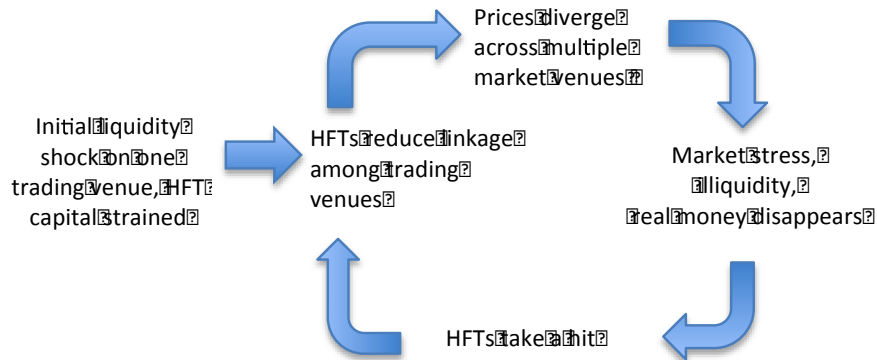 Prices diverge
across multiple
market venues
Initial liquidity
shock on one
trading venue, HFT
capital strained
HFTs reduce linkage
among trading
venues
Market stress,
illiquidity,
real money disappears
HFTs take a hit